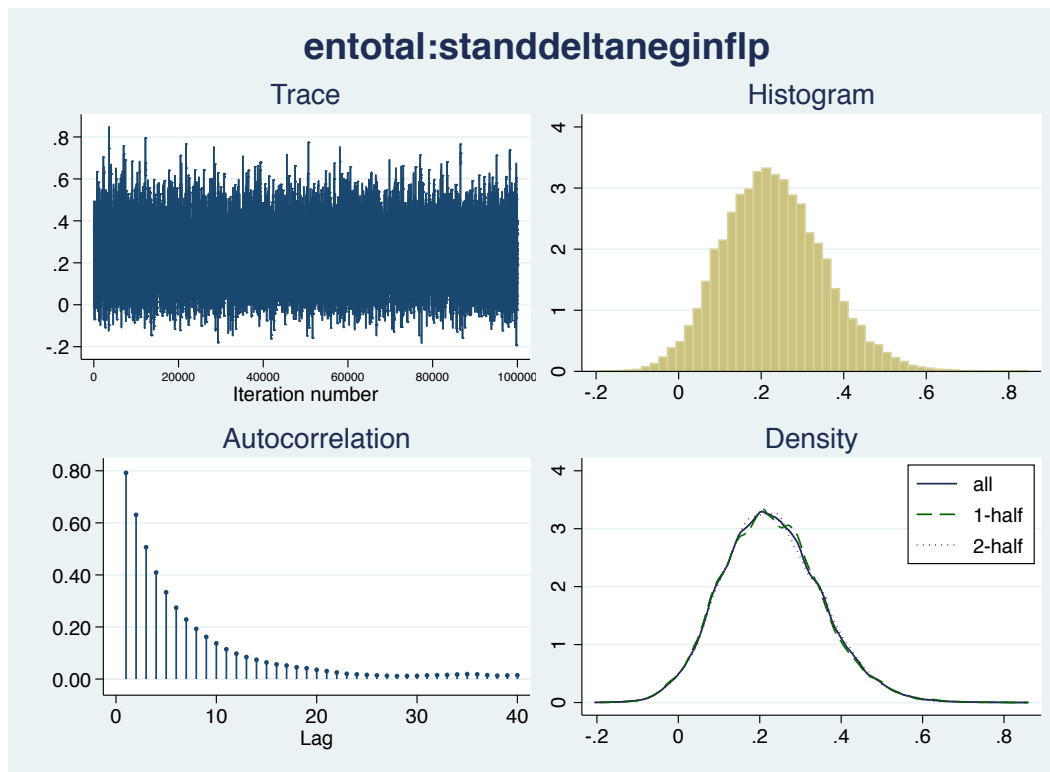 entotal:standdeltaneginflp
Trace
.8
.6
.4
.2
0
-.2
0 20000 40000 60000 80000 100000
Iteration number
Histogram
4
3
2
1
0
-.2 0 .2 .4 .6 .8
Autocorrelation
0.80
0.60
0.40
0.20
0.00
0 10 20 30 40
Lag
Density
4
3
2
1
0
-.2 0 .2 .4 .6 .8
all
1-half
2-half